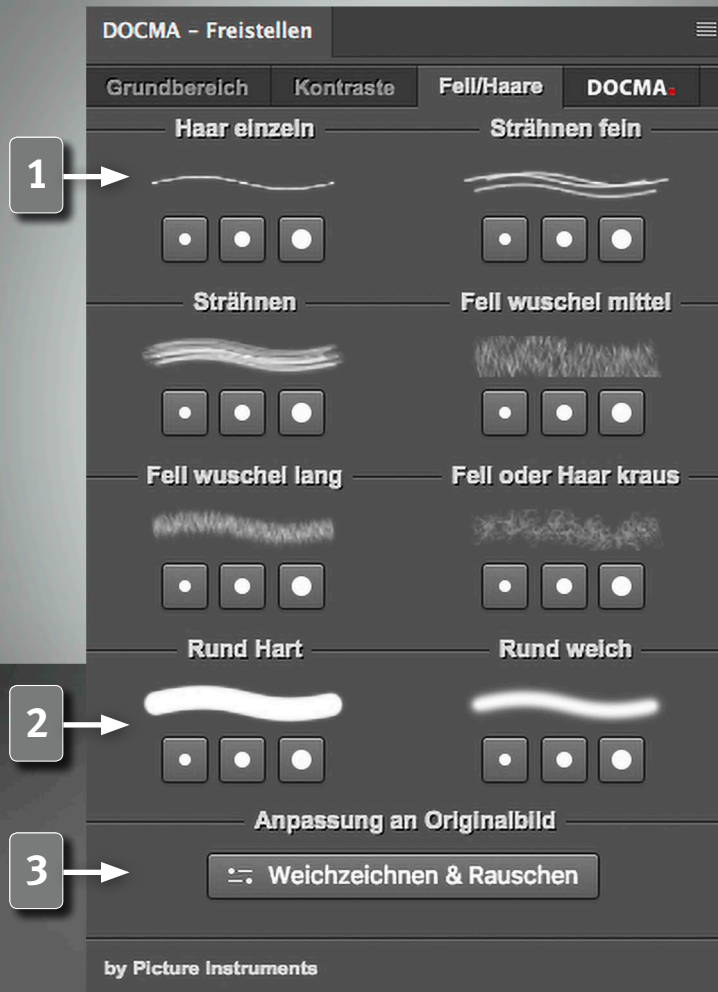 DOCMA – Freistellen
Grundbereich Kontraste Fell/Haare DOCMA
Haar einzeln Strähnen fein
1
Strähnen Fell wuschel mittel
Fell wuschel lang Fell oder Haar kraus
Rund Hart Rund weich
2
Anpassung an Originalbild
3 Weichzeichnen & Rauschen
by Picture Instruments